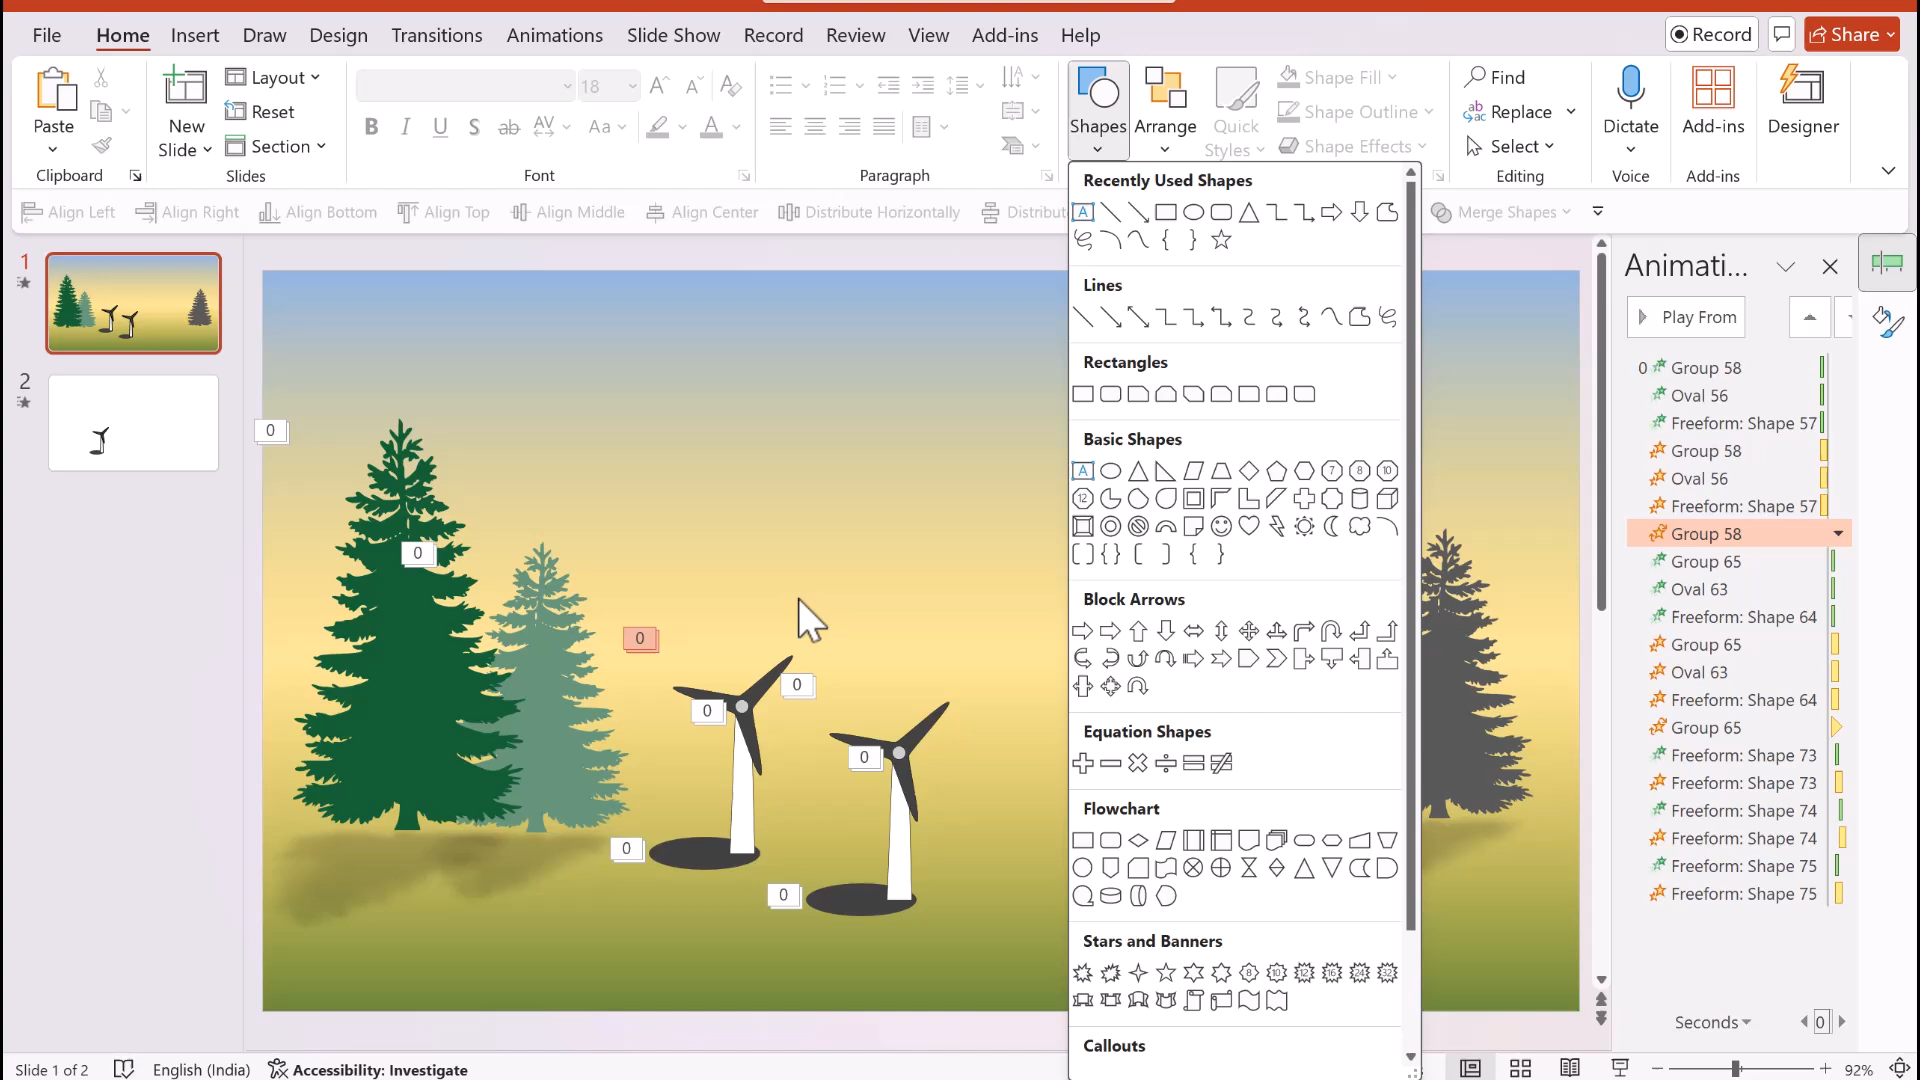 File Home Insert Draw Design Transitions Animations Slide Show Record Review View Add-ins Help Record Share
Paste
Clipboard
New
Slide
Layout
Reset
Section
Slides
18
B I U S ab AV Aa A
Font
Paragraph
Shapes
Arrange
Quick
Styles
Shape Fill
Shape Outline
Shape Effects
Find
Replace
Select
Editing
Dictate
Voice
Add-ins
Add-ins
Designer
Align Left Align Right Align Bottom Align Top Align Middle Align Center Distribute Horizontally Merge Shapes
Recently Used Shapes
Lines
Rectangles
Basic Shapes
Block Arrows
Equation Shapes
Flowchart
Stars and Banners
Callouts
1
2
0
0
0
0
0
0
0
0
Animati...
Play From
0 Group 58
Oval 56
Freeform: Shape 57
Group 58
Oval 56
Freeform: Shape 57
Group 58
Group 65
Oval 63
Freeform: Shape 64
Group 65
Oval 63
Freeform: Shape 64
Group 65
Freeform: Shape 73
Freeform: Shape 73
Freeform: Shape 74
Freeform: Shape 74
Freeform: Shape 75
Freeform: Shape 75
Seconds 0
Slide 1 of 2 English (India) Accessibility: Investigate 92%